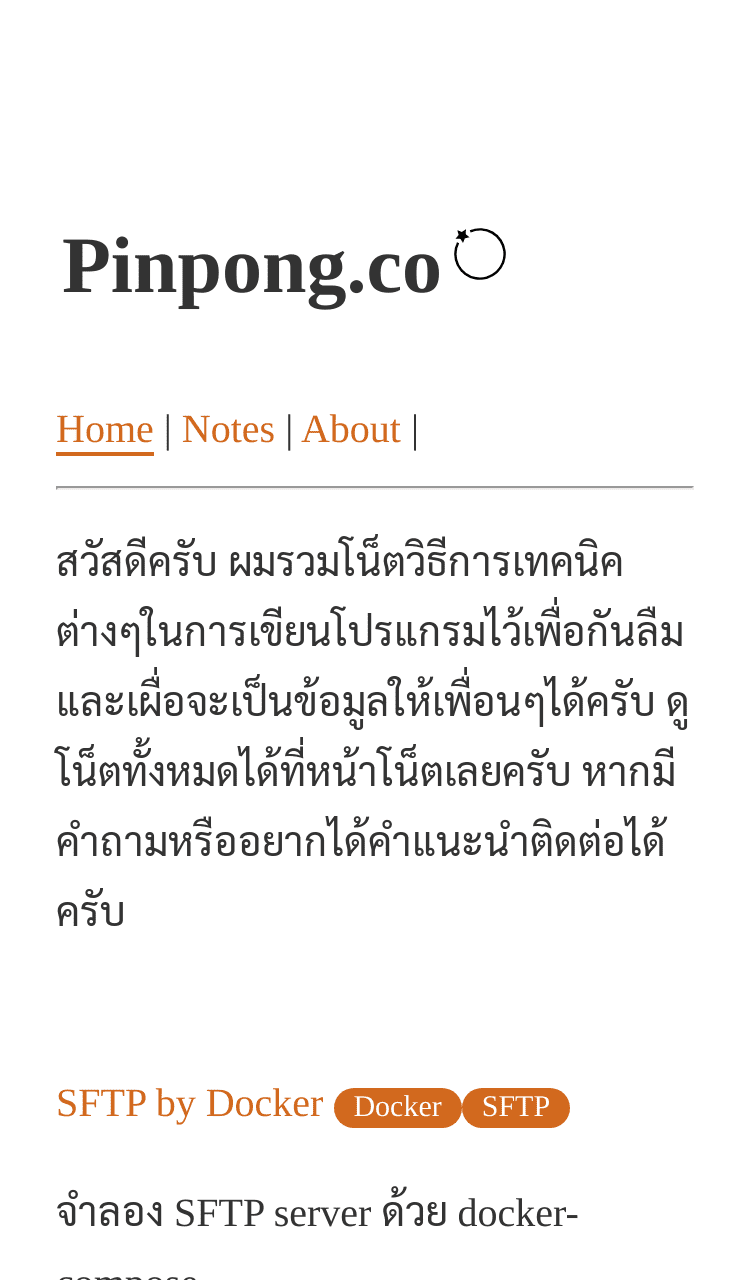 Pinpong.co
Home | Notes | About |
สวัสดีครับ ผมรวมโน็ตวิธีการเทคนิค
ต่างๆในการเขียนโปรแกรมไว้เพื่อกันลืม
และเผื่อจะเป็นข้อมูลให้เพื่อนๆได้ครับ ดู
โน็ตทั้งหมดได้ที่หน้าโน็ตเลยครับ หากมี
คำถามหรืออยากได้คำแนะนำติดต่อได้
ครับ
SFTP by Docker Docker SFTP
จำลอง SFTP server ด้วย docker-
compose